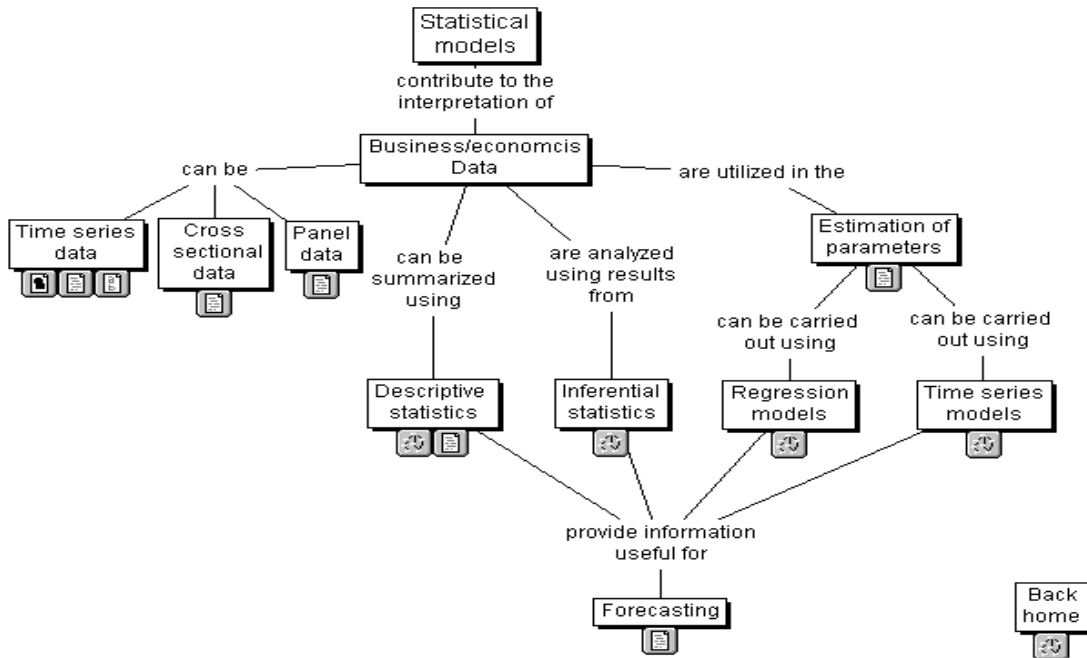 Statistical
models
contribute to the
interpretation of
Business/economcis
Data
can be
are utilized in the
Time series
data
Cross
sectional
data
Panel
data
can be
summarized
using
are analyzed
using results
from
Estimation of
parameters
can be carried
out using
can be carried
out using
Descriptive
statistics
Inferential
statistics
Regression
models
Time series
models
provide information
useful for
Forecasting
Back
home